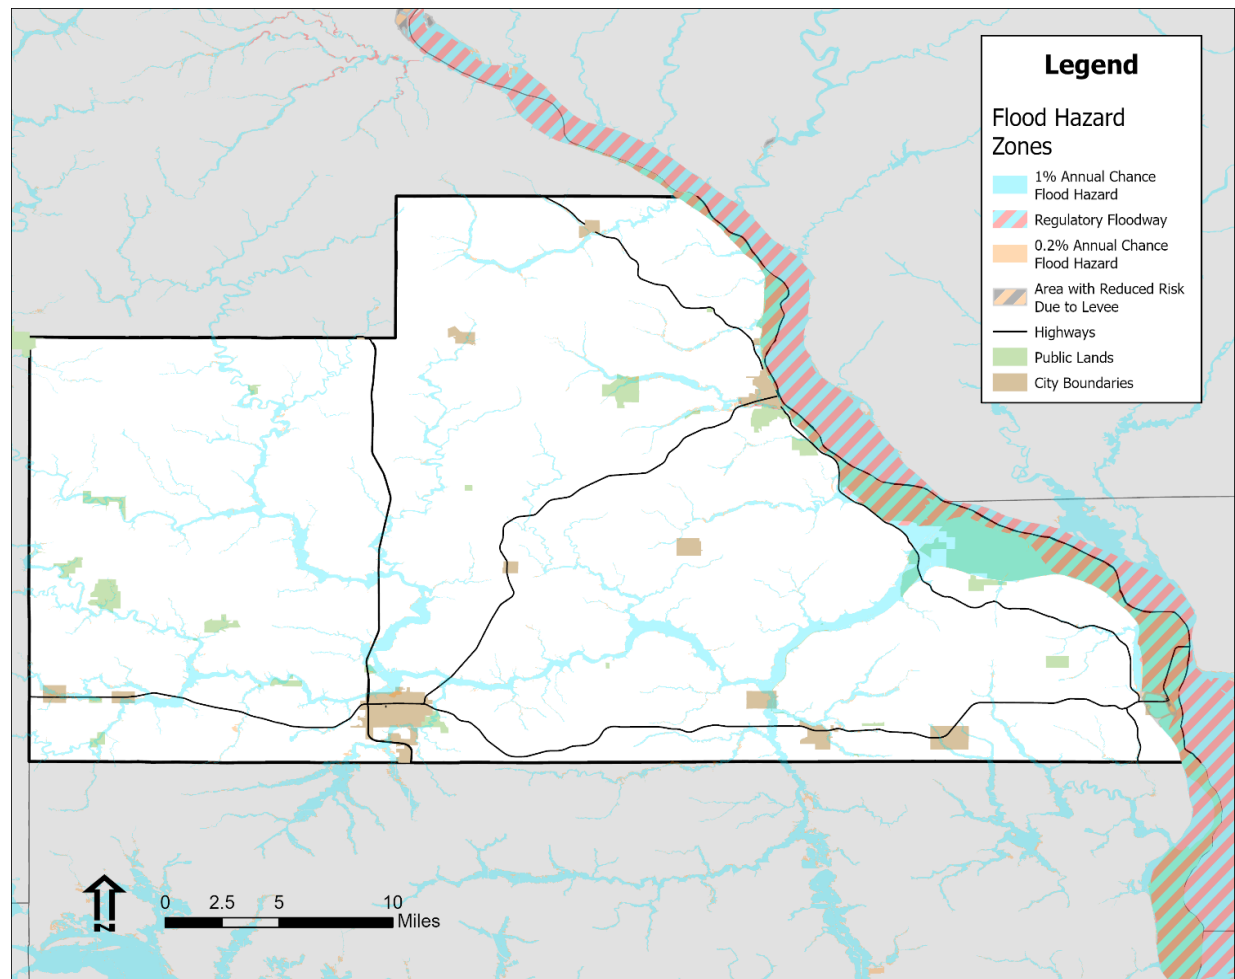 Legend
Flood Hazard
Zones
1% Annual Chance
Flood Hazard
Regulatory Floodway
0.2% Annual Chance
Flood Hazard
Area with Reduced Risk
Due to Levee
Highways
Public Lands
City Boundaries
N
0 2.5 5 10
Miles